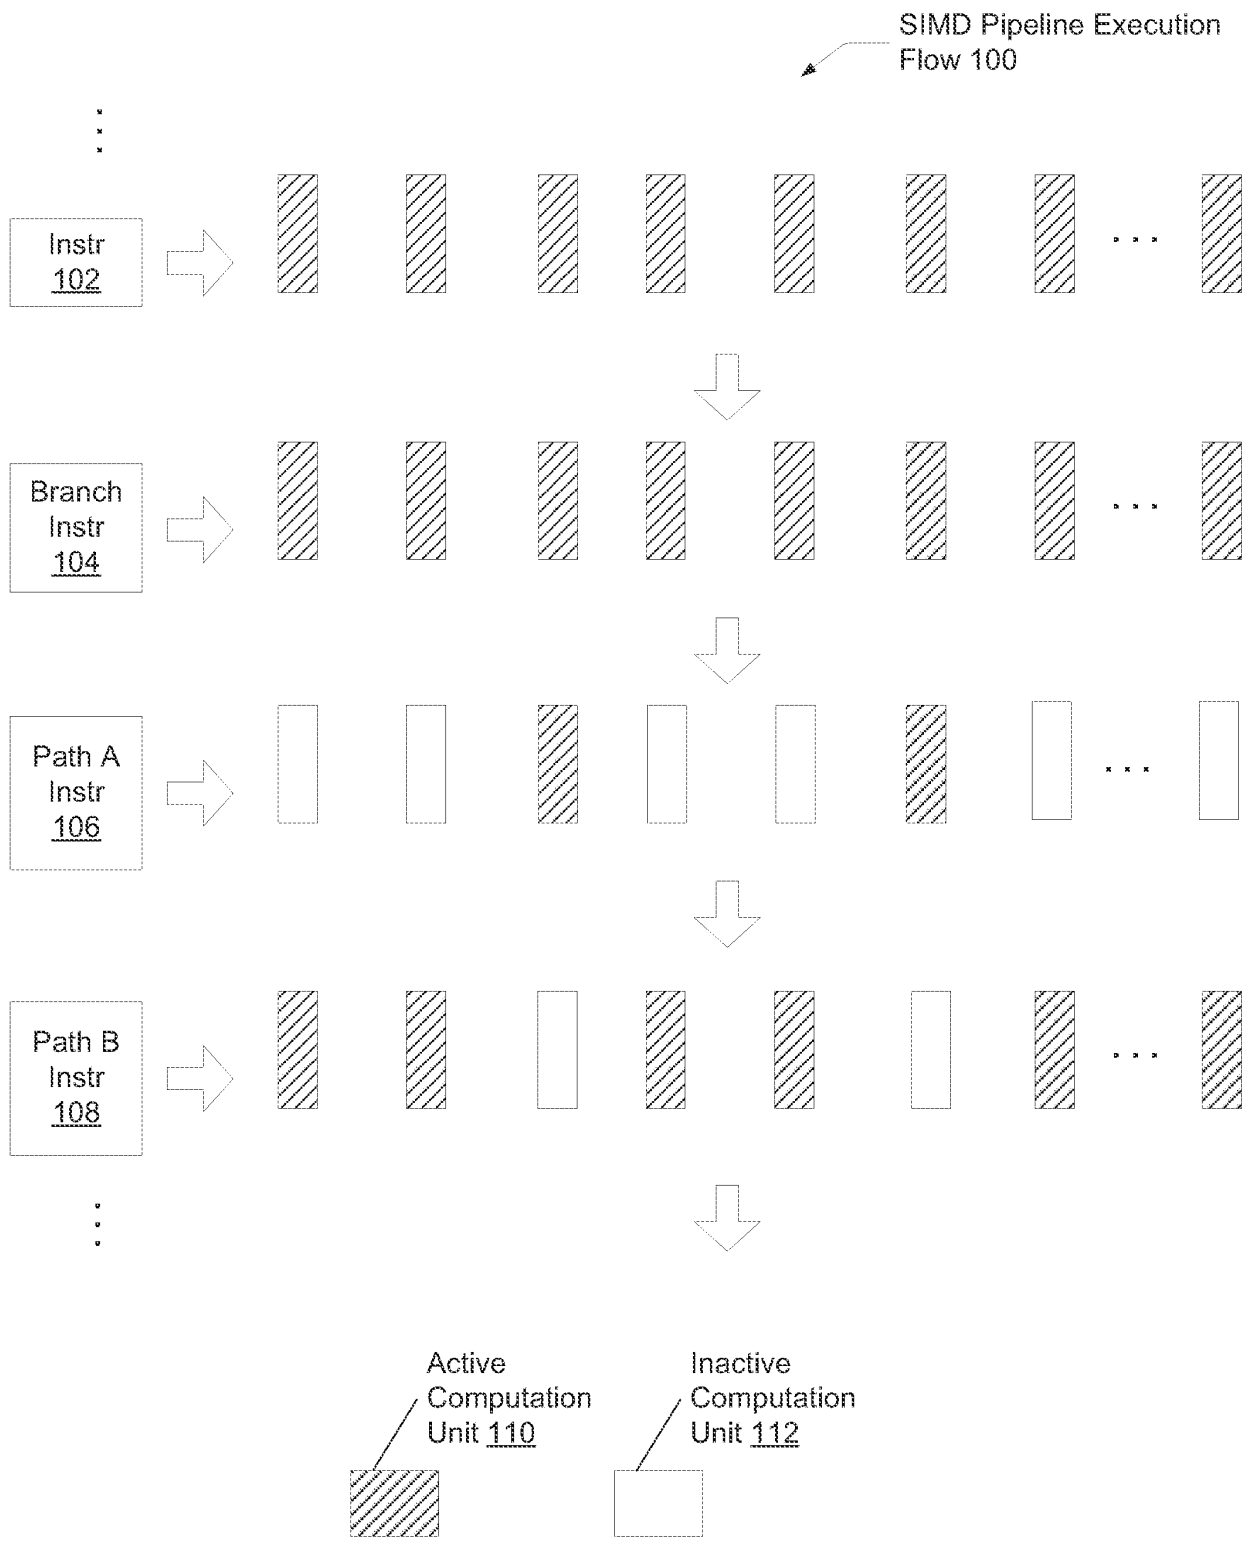 SIMD Pipeline Execution
Flow 100
Instr
102
Branch
Instr
104
Path A
Instr
106
Path B
Instr
108
Active
Computation
Unit 110
Inactive
Computation
Unit 112